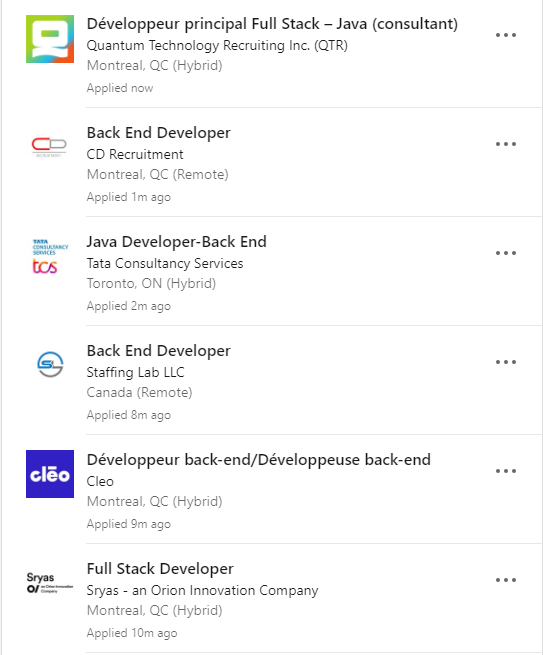 Développeur principal Full Stack – Java (consultant)
Quantum Technology Recruiting Inc. (QTR)
Montreal, QC (Hybrid)
Applied now
CD
Back End Developer
CD Recruitment
Montreal, QC (Remote)
Applied 1m ago
TATA
CONSULTANCY
SERVICES
tcs
Java Developer-Back End
Tata Consultancy Services
Toronto, ON (Hybrid)
Applied 2m ago
Back End Developer
Staffing Lab LLC
Canada (Remote)
Applied 8m ago
clēo
Développeur back-end/Développeuse back-end
Cleo
Montreal, QC (Hybrid)
Applied 9m ago
Sryas
an Orion Innovation
Company
Full Stack Developer
Sryas - an Orion Innovation Company
Montreal, QC (Hybrid)
Applied 10m ago